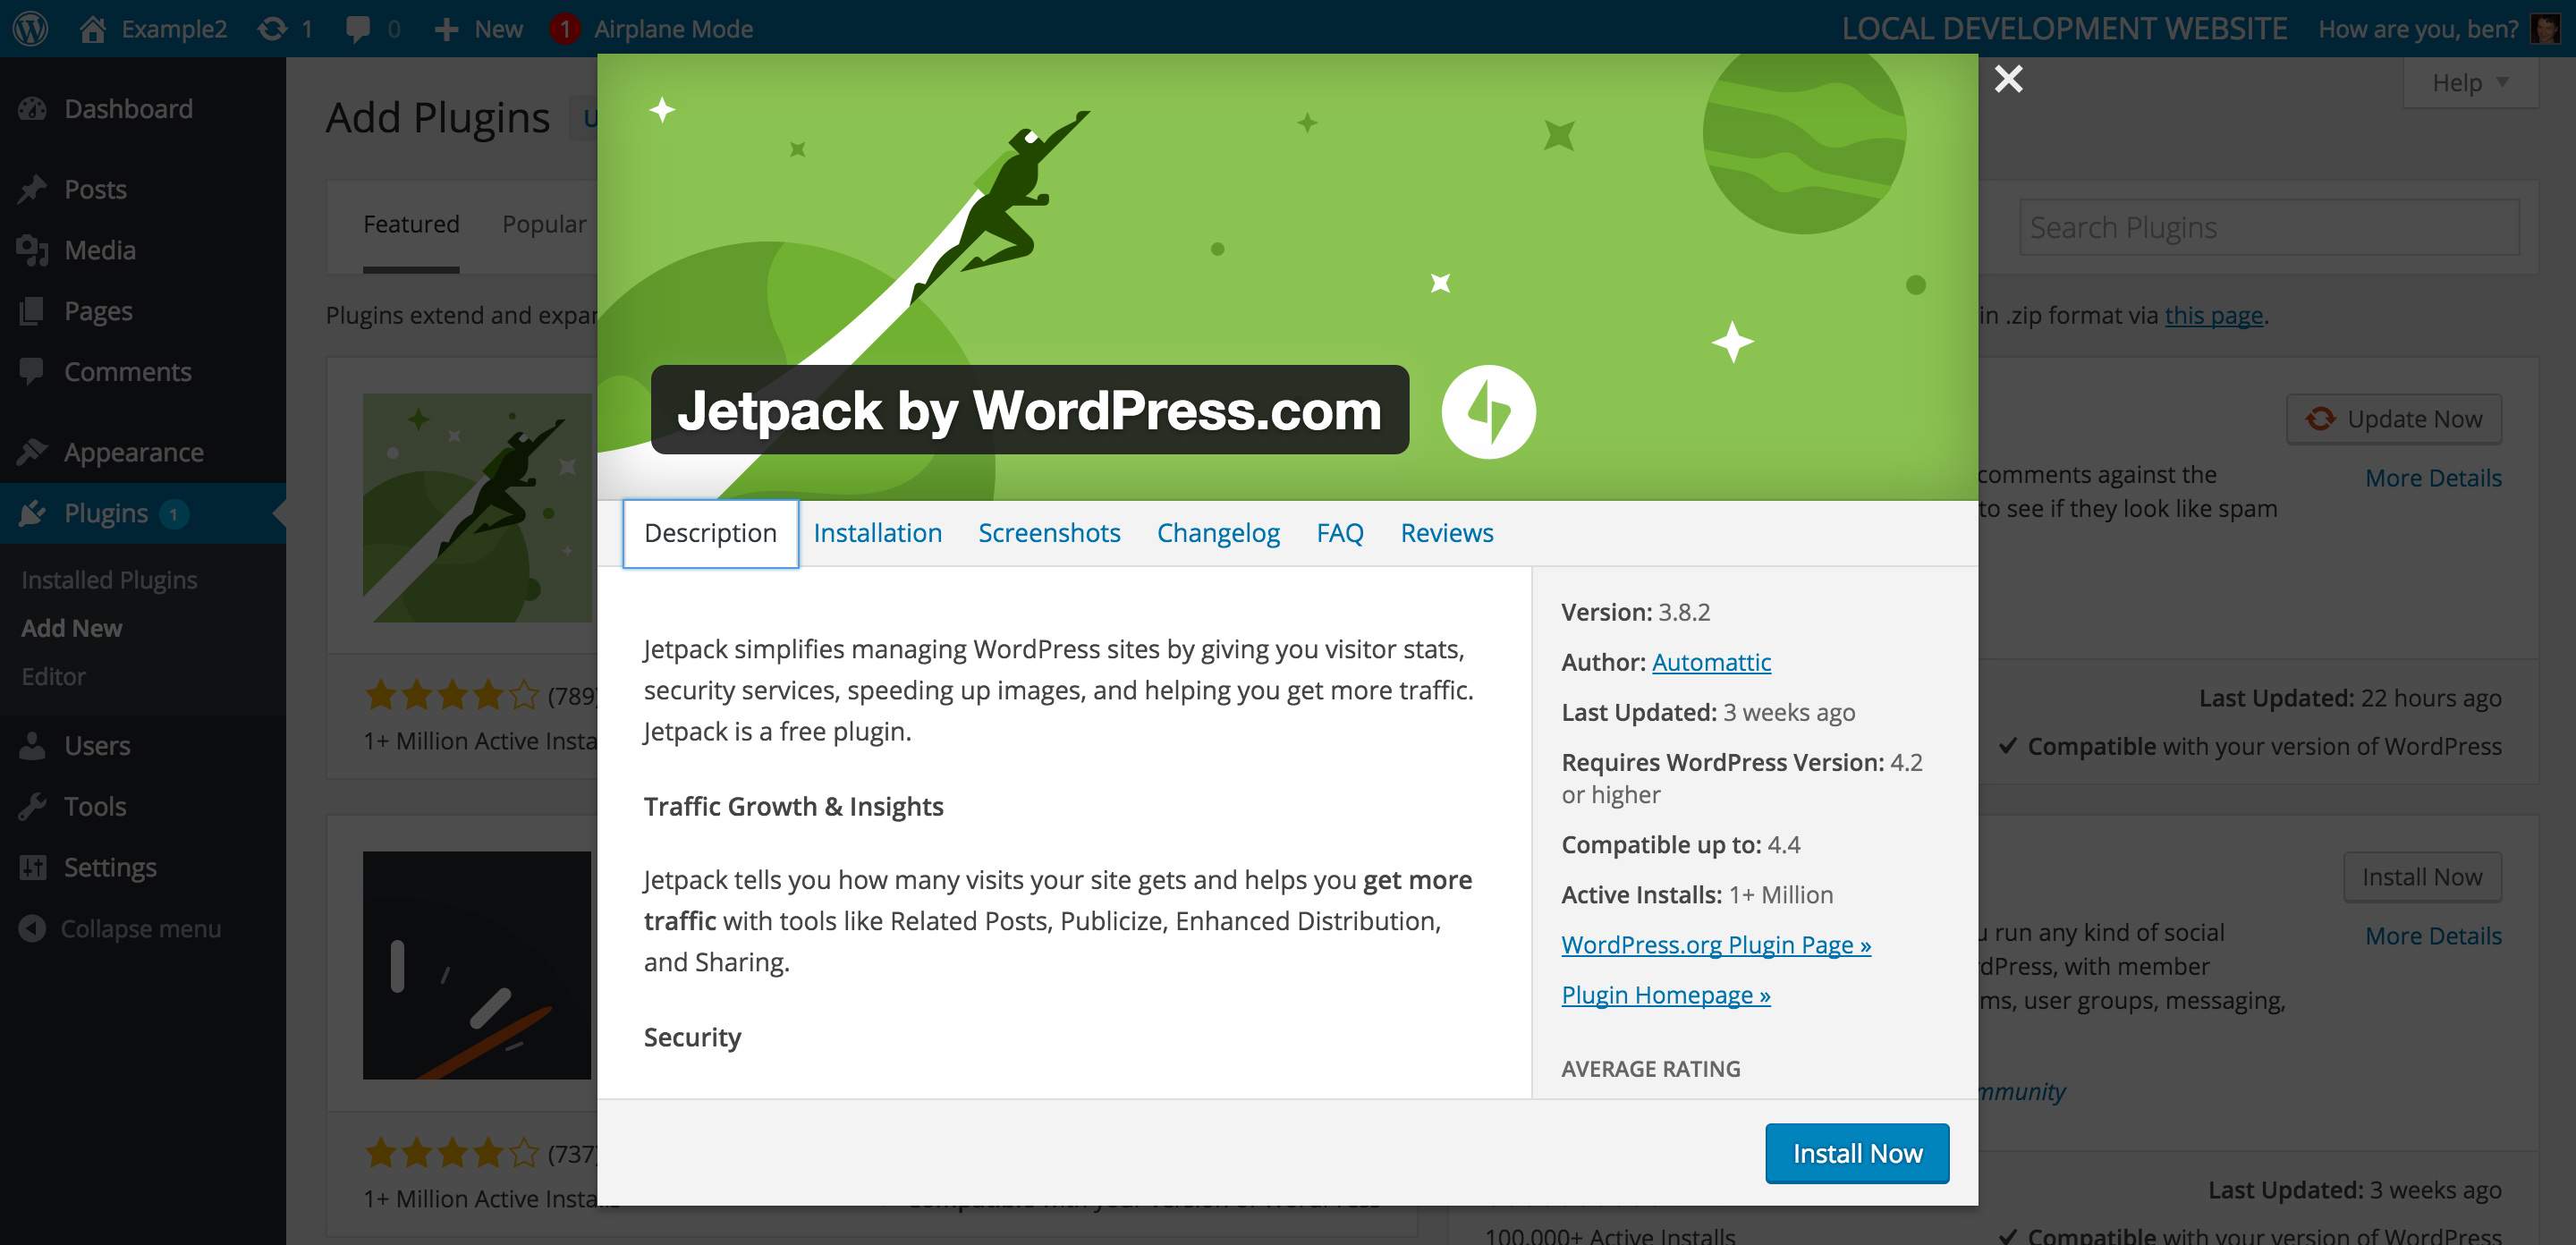 Example2
1
0
New
1
Airplane Mode
LOCAL DEVELOPMENT WEBSITE
How are you, ben?
Dashboard
Posts
Media
Pages
Comments
Appearance
Plugins 1
Installed Plugins
Add New
Editor
Users
Tools
Settings
Collapse menu
Help
Add Plugins
Featured
Popular
Search Plugins
Plugins extend and
in .zip format via this page.
(789)
1+ Million Active
(737)
1+ Million Active
Jetpack by WordPress.com
Description
Installation
Screenshots
Changelog
FAQ
Reviews
Jetpack simplifies managing WordPress sites by giving you visitor stats,
security services, speeding up images, and helping you get more traffic.
Jetpack is a free plugin.
Traffic Growth & Insights
Jetpack tells you how many visits your site gets and helps you get more
traffic with tools like Related Posts, Publicize, Enhanced Distribution,
and Sharing.
Security
Version: 3.8.2
Author: Automattic
Last Updated: 3 weeks ago
Requires WordPress Version: 4.2
or higher
Compatible up to: 4.4
Active Installs: 1+ Million
WordPress.org Plugin Page »
Plugin Homepage »
AVERAGE RATING
Install Now
Update Now
More Details
comments against the
to see if they look like spam
Last Updated: 22 hours ago
Compatible with your version of WordPress
Install Now
More Details
run any kind of social
with member
user groups, messaging,
Last Updated: 3 weeks ago
100,000+ Active Installs
Compatible with your version of WordPress